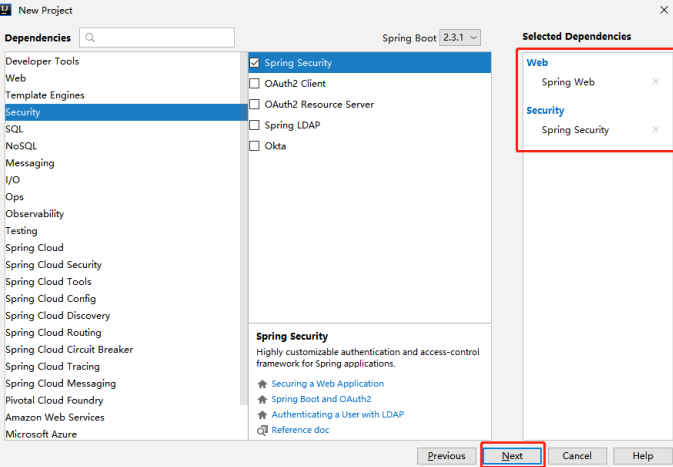 New Project
Dependencies
Spring Boot 2.3.1
Selected Dependencies
Developer Tools
Web
Template Engines
Security
SQL
NoSQL
Messaging
I/O
Ops
Observability
Testing
Spring Cloud
Spring Cloud Security
Spring Cloud Tools
Spring Cloud Config
Spring Cloud Discovery
Spring Cloud Routing
Spring Cloud Circuit Breaker
Spring Cloud Tracing
Spring Cloud Messaging
Pivotal Cloud Foundry
Amazon Web Services
Microsoft Azure
Spring Security
OAuth2 Client
OAuth2 Resource Server
Spring LDAP
Okta
Spring Security
Highly customizable authentication and access-control
framework for Spring applications.
Securing a Web Application
Spring Boot and OAuth2
Authenticating a User with LDAP
Reference doc
Web
Spring Web
Security
Spring Security
Previous
Next
Cancel
Help